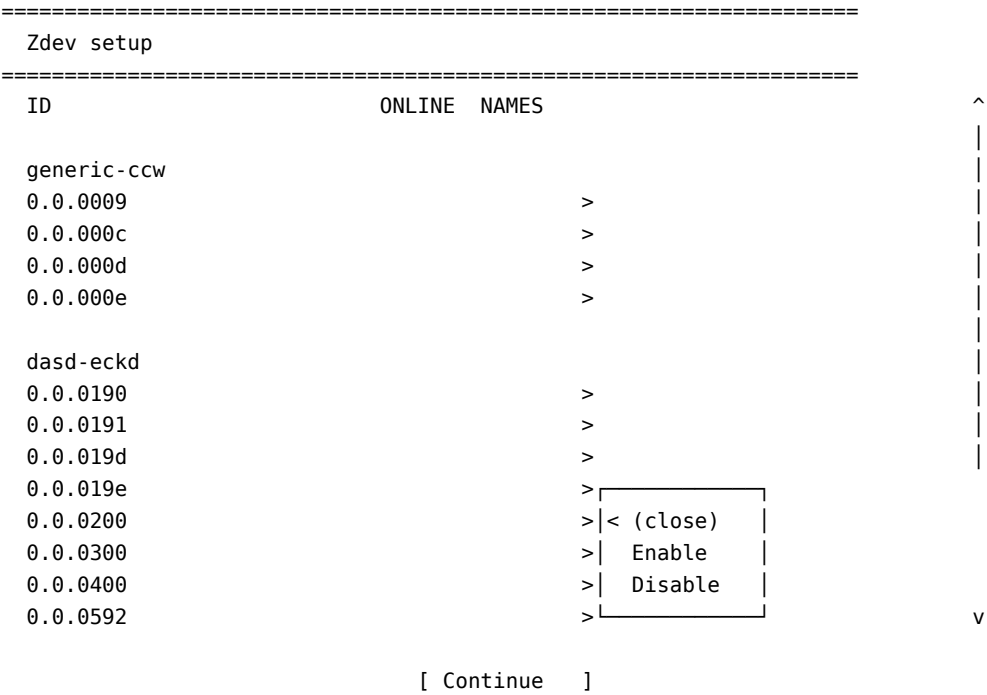 ====================================================================
  Zdev setup
====================================================================
  ID                          ONLINE  NAMES                                  ^
                                                                             │
  generic-ccw                                                                │
  0.0.0009                                    >                              │
  0.0.000c                                    >                              │
  0.0.000d                                    >                              │
  0.0.000e                                    >                              │
                                                                             │
  dasd-eckd                                                                  │
  0.0.0190                                    >                              │
  0.0.0191                                    >                              │
  0.0.019d                                    >                              │
  0.0.019e                                    >┌────────────┐
  0.0.0200                                    >│< (close)   │
  0.0.0300                                    >│  Enable    │
  0.0.0400                                    >│  Disable   │
  0.0.0592                                    >└────────────┘                v

                                 [ Continue   ]